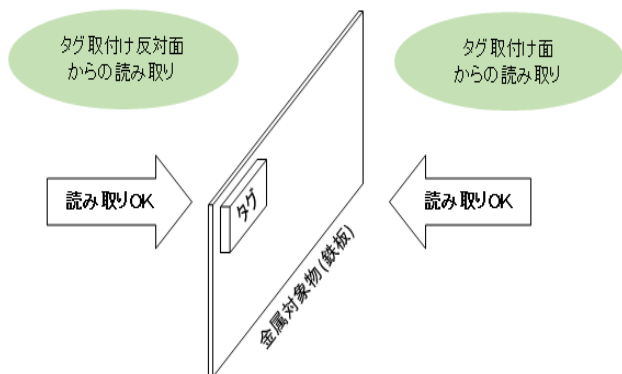 タグ取付け反対面
からの読み取り
タグ取付け面
からの読み取り
読み取りOK
タグ
読み取りOK
金属対象物(鉄板)